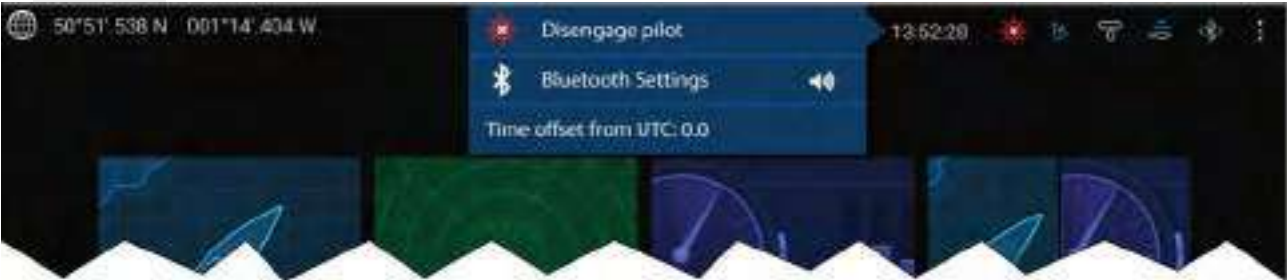 50°51'.538 N 001°14'.404 W
Disengage pilot
13:52:28
Bluetooth Settings
Time offset from UTC: 0.0